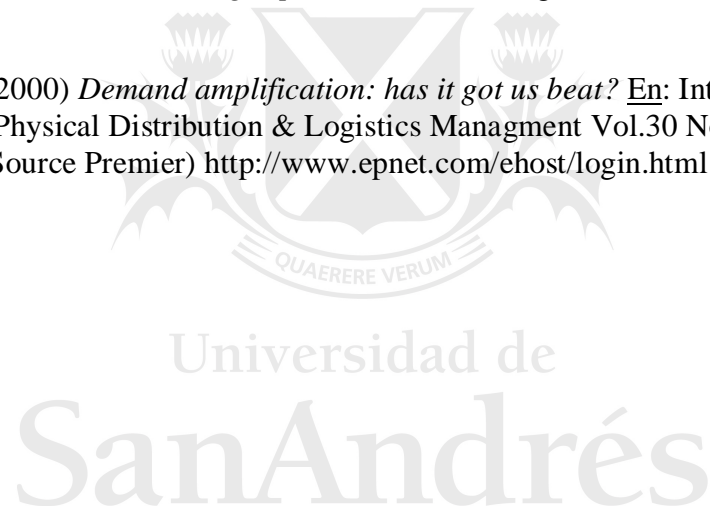 2000) Demand amplification: has it got us beat? En: Int
Physical Distribution & Logistics Managment Vol.30 N
Source Premier) http://www.epnet.com/ehost/login.html
QUAERERE VERUM
Universidad de
SanAndrés